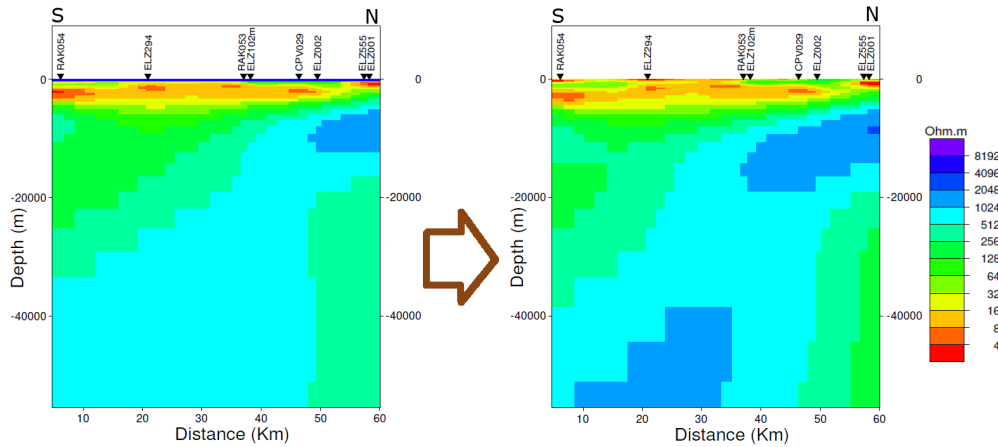 S N
RAK054 ELZ294 RAK053 ELZ102m CPV029 ELZ002 ELZ555 ELZ001
0 0
-20000 -20000
-40000 -40000
Depth (m)
10 20 30 40 50 60
Distance (Km)
S N
RAK054 ELZ294 RAK053 ELZ102m CPV029 ELZ002 ELZ555 ELZ001
0 0
-20000 -20000
-40000 -40000
Depth (m)
10 20 30 40 50 60
Distance (Km)
Ohm.m
8192
4096
2048
1024
512
256
128
64
32
16
8
4